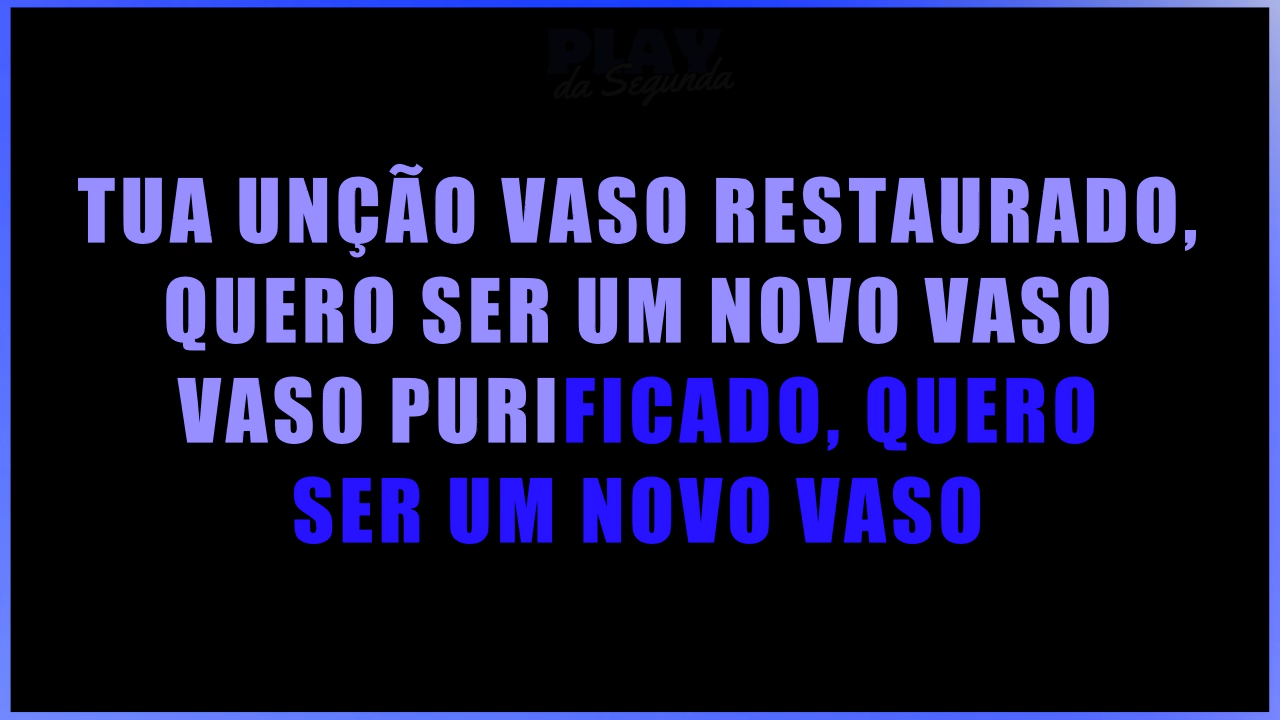 PLAY
da Segunda
TUA UNÇÃO VASO RESTAURADO,
QUERO SER UM NOVO VASO
VASO PURIFICADO, QUERO
SER UM NOVO VASO